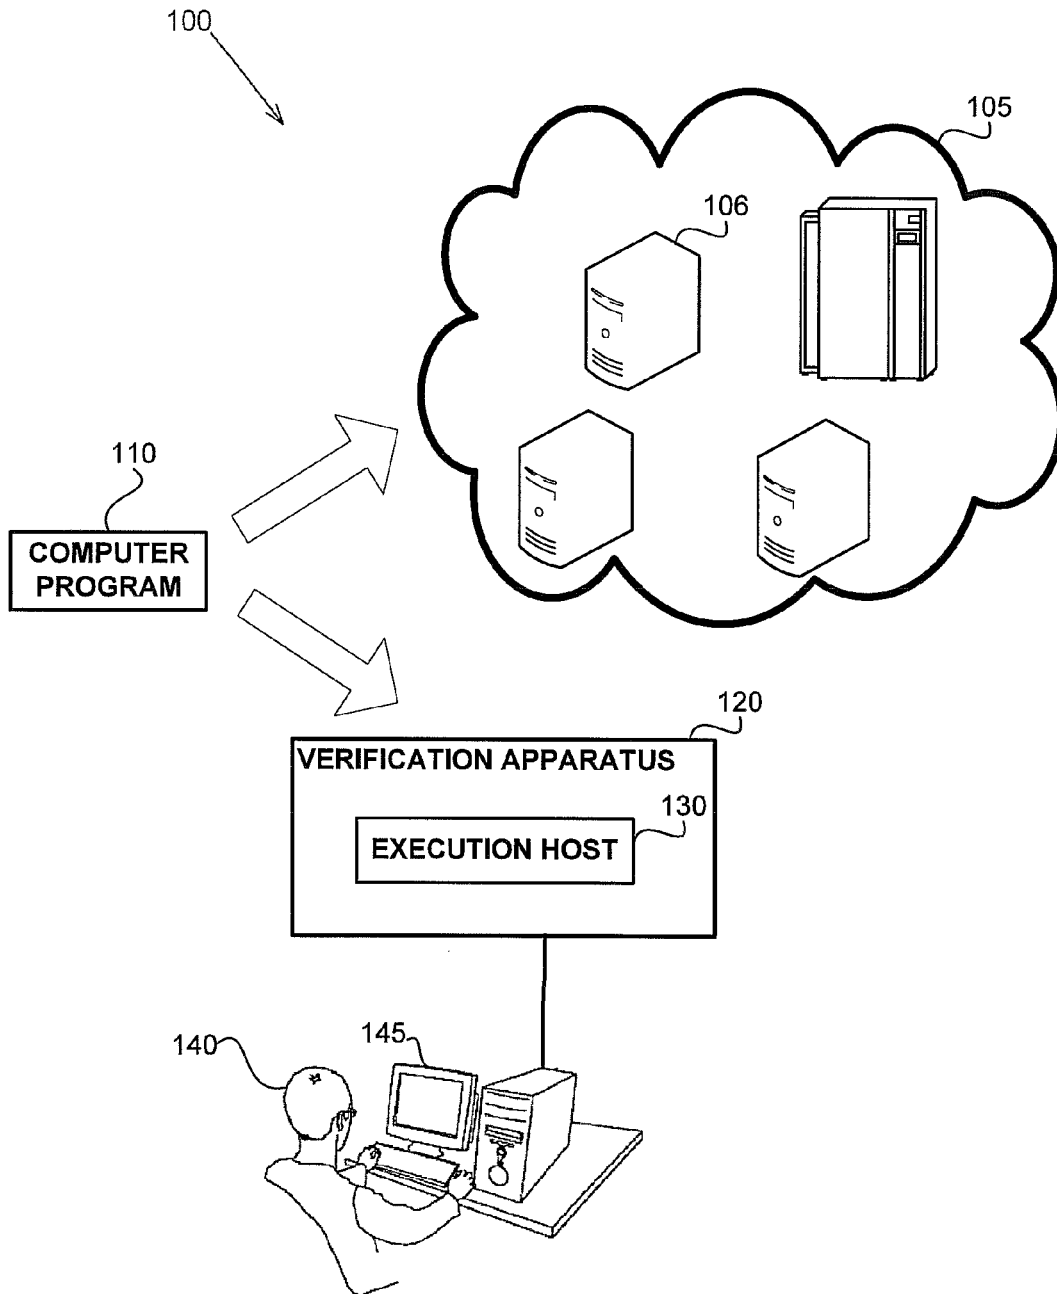 100
105
106
110
COMPUTER
PROGRAM
120
VERIFICATION APPARATUS
130
EXECUTION HOST
140
145